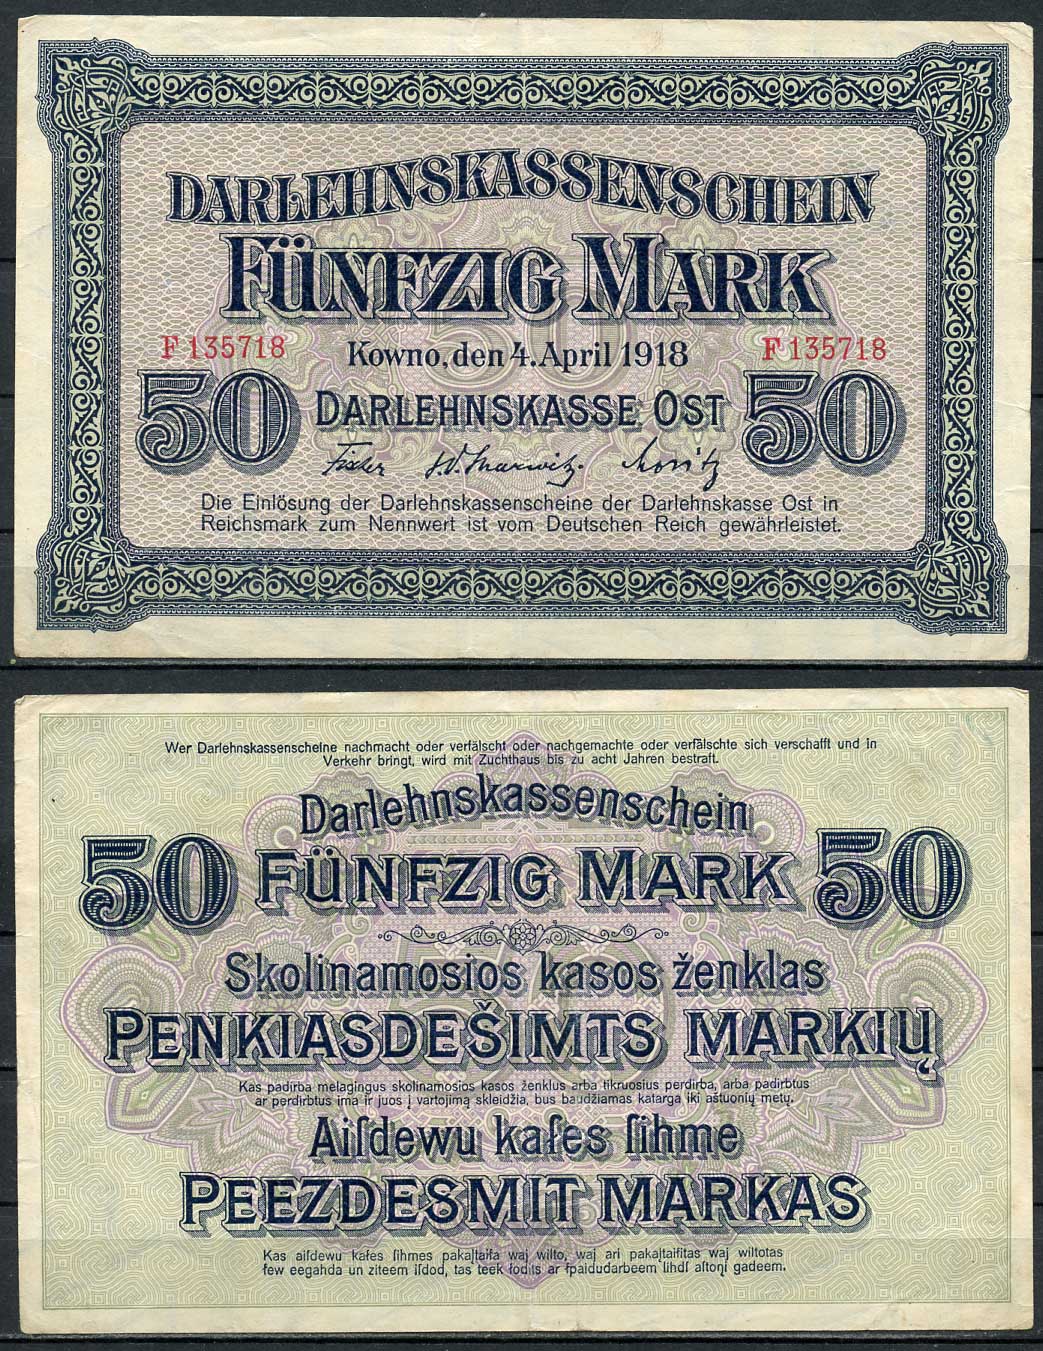 DARLEHNSKASSENSCHEIN
FÜNFZIG MARK
F 135718 Kowno, den 4. April 1918 F 135718
50 DARLEHNSKASSE OST 50
Die Einlösung der Darlehnskassenscheine der Darlehnskasse Ost in
Reichsmark zum Nennwert ist vom Deutschen Reich gewährleistet.
Wer Darlehnskassenscheine nachmacht oder verfälscht oder nachgemachte oder verfälschte sich verschafft und in
Verkehr bringt, wird mit Zuchthaus bis zu acht Jahren bestraft.
Darlehnskassenschein
50 FÜNFZIG MARK 50
Skolinamosios kasos ženklas
PENKIASDEŠIMTS MARKIŲ
Kas padirba melagingus skolinamosios kasos ženklus arba tikruosius perdirba, arba padirbtus
ar perdirbtus ima ir juos į vartojimą skleidžia, bus baudžiamas katarga iki aštuonių metų.
Aiſdewu kaſes ſihme
PEEZDESMIT MARKAS
Kas aiſdewu kaſes ſihmes pakaļtaiſa waj wilto, waj ari pakaļtaiſitas waj wiltotas
ſew eegahda un ziteem iſdod, tas teek ſodits ar ſpaidudarbeem lihdſ aſtoņi gadeem.